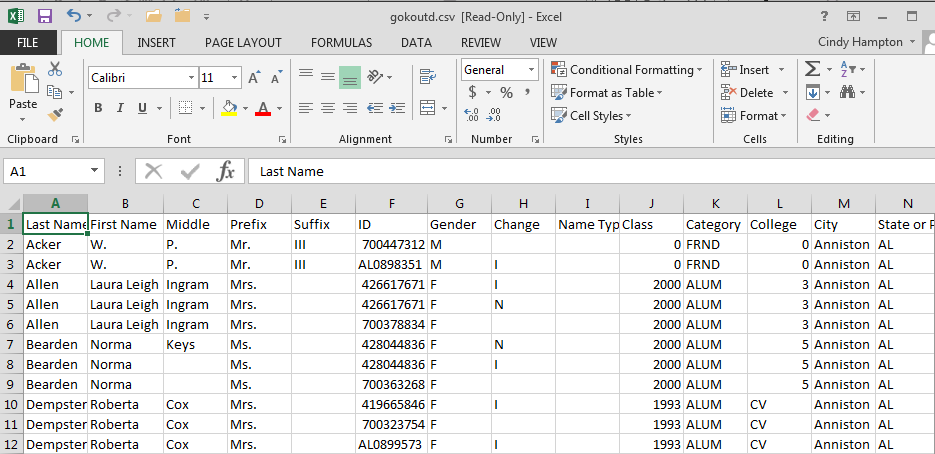 gokoutd.csv [Read-Only] - Excel
?
FILE HOME INSERT PAGE LAYOUT FORMULAS DATA REVIEW VIEW Cindy Hampton
Paste Calibri 11 A A General Conditional Formatting Insert Σ A Z
B I U A $ % , Format as Table Delete
.0 .00 .00 .0 Cell Styles Format
Clipboard Font Alignment Number Styles Cells Editing
A1 fx Last Name
A B C D E F G H I J K L M N
1 Last Name First Name Middle Prefix Suffix ID Gender Change Name Typ Class Category College City State or P
2 Acker W. P. Mr. III 700447312 M 0 FRND 0 Anniston AL
3 Acker W. P. Mr. III AL0898351 M I 0 FRND 0 Anniston AL
4 Allen Laura Leigh Ingram Mrs. 426617671 F I 2000 ALUM 3 Anniston AL
5 Allen Laura Leigh Ingram Mrs. 426617671 F N 2000 ALUM 3 Anniston AL
6 Allen Laura Leigh Ingram Mrs. 700378834 F 2000 ALUM 3 Anniston AL
7 Bearden Norma Keys Ms. 428044836 F N 2000 ALUM 5 Anniston AL
8 Bearden Norma Ms. 428044836 F I 2000 ALUM 5 Anniston AL
9 Bearden Norma Ms. 700363268 F 2000 ALUM 5 Anniston AL
10 Dempster Roberta Cox Mrs. 419665846 F I 1993 ALUM CV Anniston AL
11 Dempster Roberta Cox Mrs. 700323754 F 1993 ALUM CV Anniston AL
12 Dempster Roberta Cox Mrs. AL0899573 F I 1993 ALUM CV Anniston AL